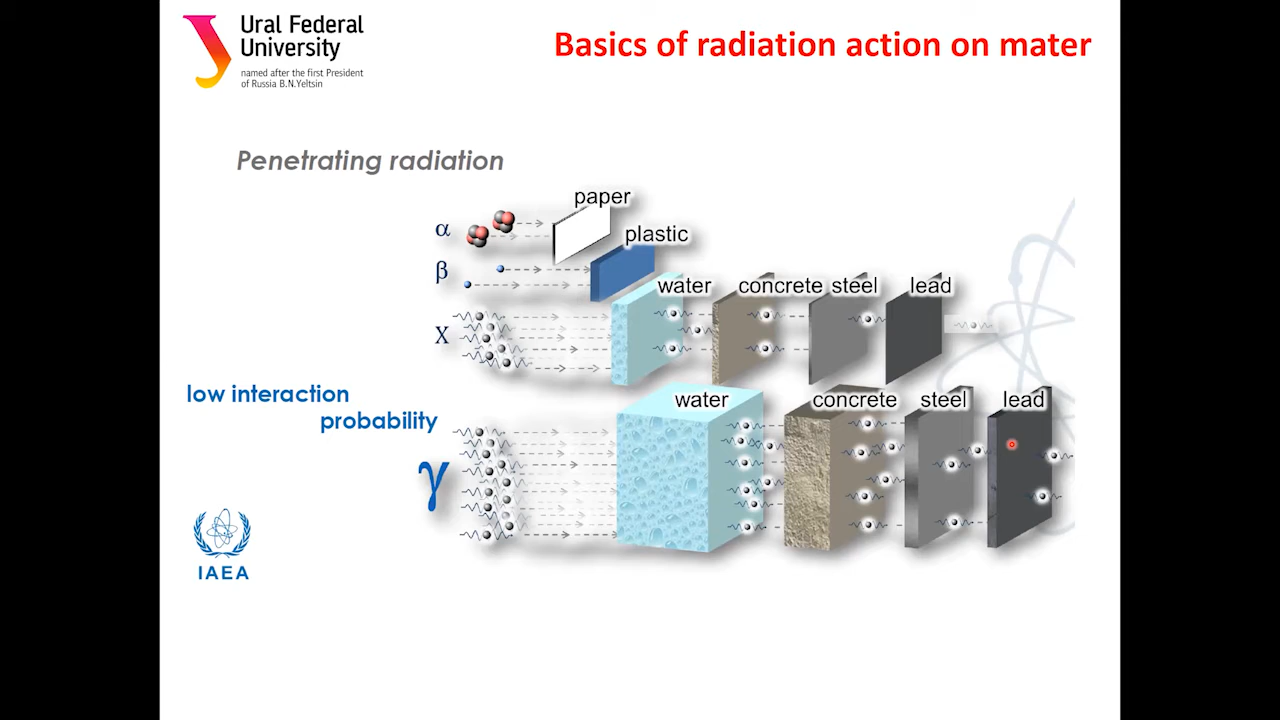 Ural Federal
University
named after the first President
of Russia B.N.Yeltsin
Basics of radiation action on mater
Penetrating radiation
paper
α
plastic
β
water
concrete
steel
lead
X
low interaction
probability
water
concrete
steel
lead
γ
IAEA